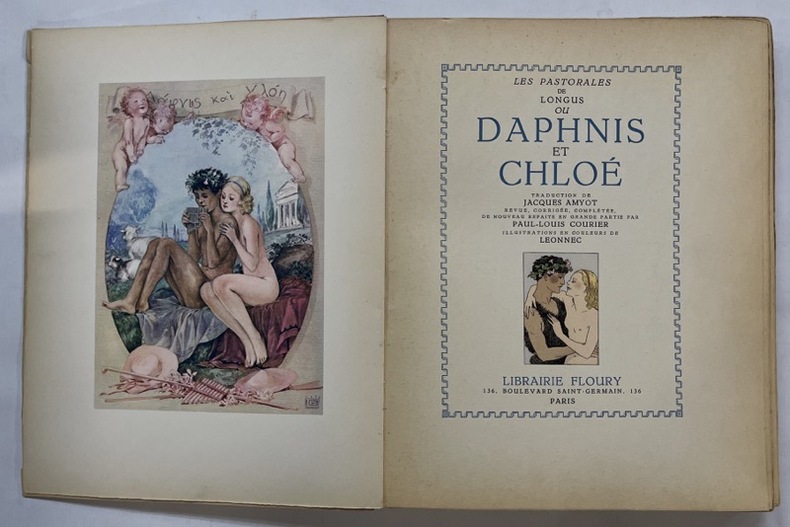 Δάφνις καὶ Χλόη
LES PASTORALES
DE
LONGUS
OU
DAPHNIS
ET
CHLOÉ
TRADUCTION DE
JACQUES AMYOT
REVUE, CORRIGÉE, COMPLÉTÉE,
DE NOUVEAU REFAITE EN GRANDE PARTIE PAR
PAUL-LOUIS COURIER
ILLUSTRATIONS EN COULEURS DE
LEONNEC
LIBRAIRIE FLOURY
136, BOULEVARD SAINT-GERMAIN, 136
PARIS